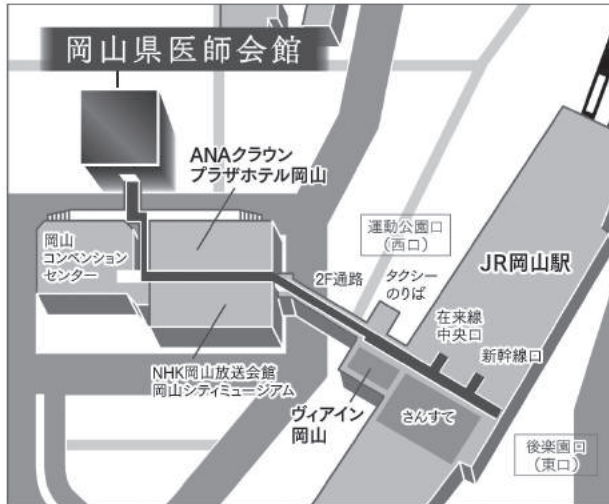 岡山県医師会館
ANAクラウン
プラザホテル岡山
岡山
コンベンション
センター
運動公園口
(西口)
JR岡山駅
2F通路
タクシー
のりば
在来線
中央口
新幹線口
NHK岡山放送会館
岡山シティミュージアム
ヴィアイン
岡山
さんすて
後楽園口
(東口)